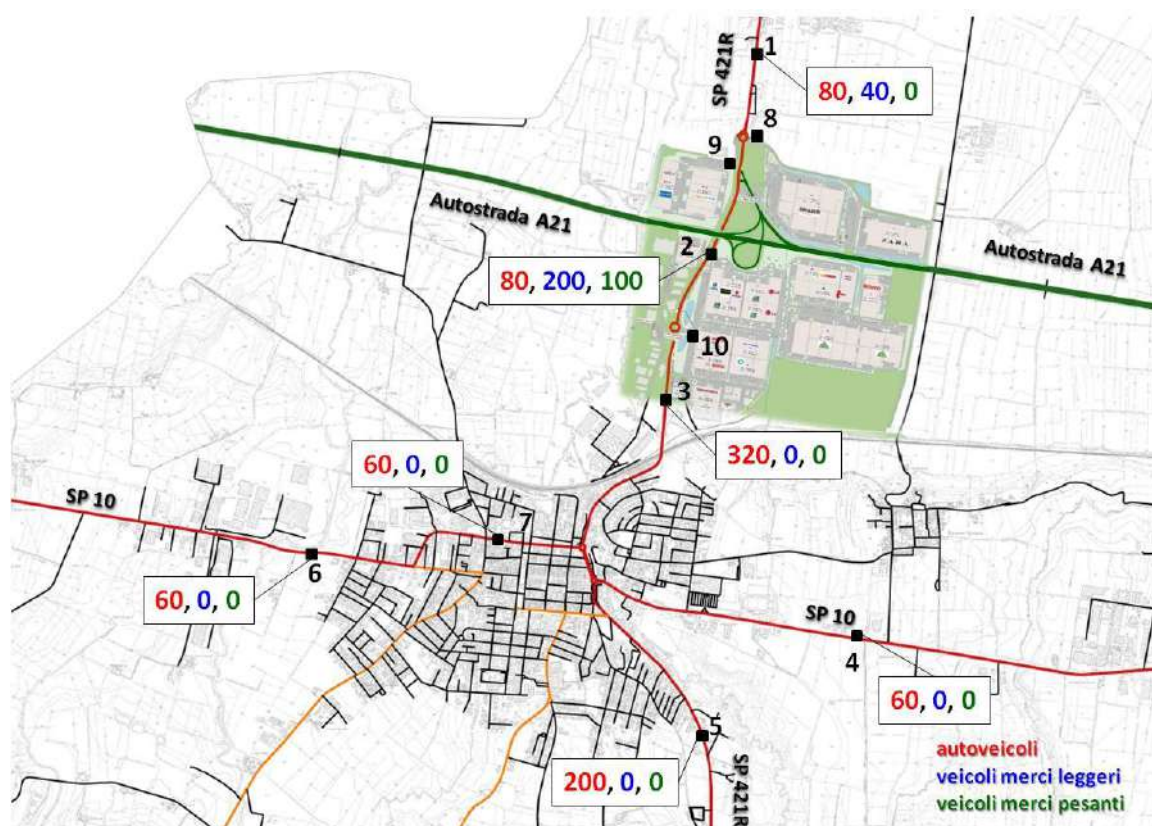 SP 421R
1
80, 40, 0
8
9
Autostrada A21
2
Autostrada A21
80, 200, 100
ZARA
10
3
320, 0, 0
60, 0, 0
SP 10
7
6
60, 0, 0
SP 10
4
60, 0, 0
5
200, 0, 0
SP 421R
autoveicoli
veicoli merci leggeri
veicoli merci pesanti